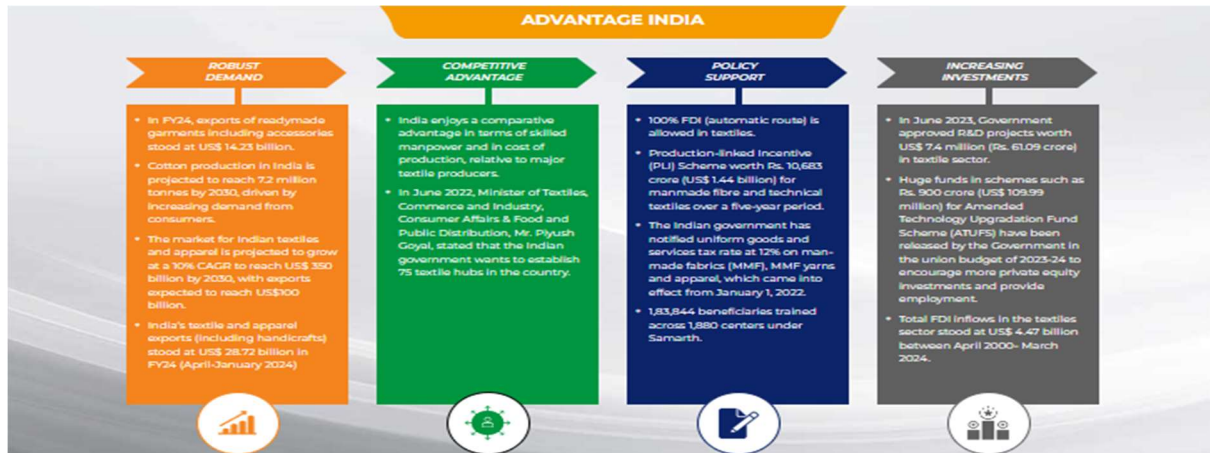 ADVANTAGE INDIA
ROBUST
DEMAND
• In FY24, exports of readymade
garments including accessories
stood at US$ 14.23 billion.
• Cotton production in India is
projected to reach 7.2 million
tonnes by 2030, driven by
increasing demand from
consumers.
• The market for Indian textiles
and apparel is projected to grow
at a 10% CAGR to reach US$ 350
billion by 2030, with exports
expected to reach US$100
billion.
• India's textile and apparel
exports (including handicrafts)
stood at US$ 28.72 billion in
FY24 (April-January 2024)
COMPETITIVE
ADVANTAGE
• India enjoys a comparative
advantage in terms of skilled
manpower and in cost of
production, relative to major
textile producers.
• In June 2022, Minister of Textiles,
Commerce and Industry,
Consumer Affairs & Food and
Public Distribution, Mr. Piyush
Goyal, stated that the Indian
government wants to establish
75 textile hubs in the country.
POLICY
SUPPORT
• 100% FDI (automatic route) is
allowed in textiles.
• Production-linked Incentive
(PLI) Scheme worth Rs. 10,683
crore (US$ 1.44 billion) for
manmade fibre and technical
textiles over a five-year period.
• The Indian government has
notified uniform goods and
services tax rate at 12% on man-
made fabrics (MMF), MMF yarns
and apparel, which came into
effect from January 1, 2022.
• 1,83,844 beneficiaries trained
across 1,880 centers under
Samarth.
INCREASING
INVESTMENTS
• In June 2023, Government
approved R&D projects worth
US$ 7.4 million (Rs. 61.09 crore)
in textile sector.
• Huge funds in schemes such as
Rs. 900 crore (US$ 109.99
million) for Amended
Technology Upgradation Fund
Scheme (ATUFS) have been
released by the Government in
the union budget of 2023-24 to
encourage more private equity
investments and provide
employment.
• Total FDI inflows in the textiles
sector stood at US$ 4.47 billion
between April 2000– March
2024.